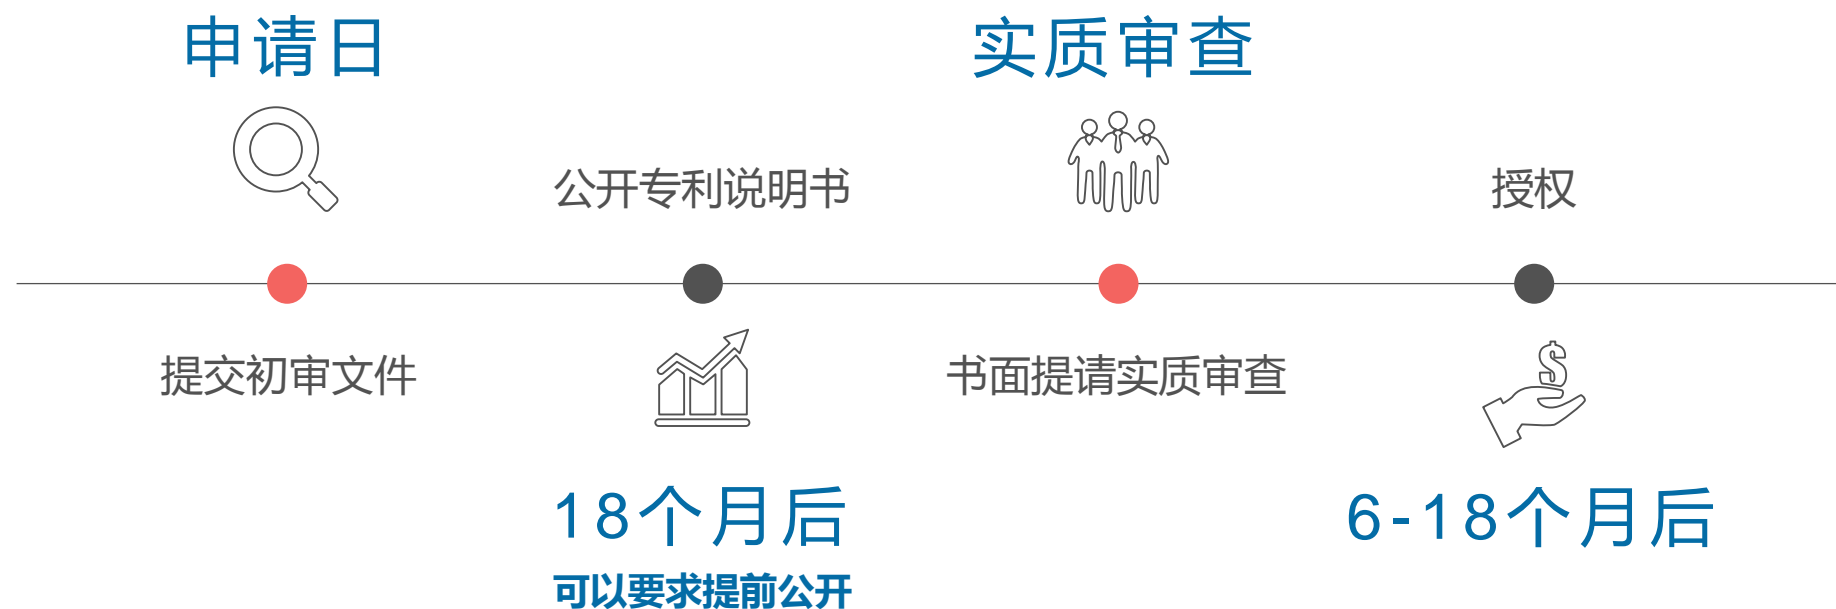 申请日
实质审查
公开专利说明书
授权
提交初审文件
书面提请实质审查
18个月后
6-18个月后
可以要求提前公开